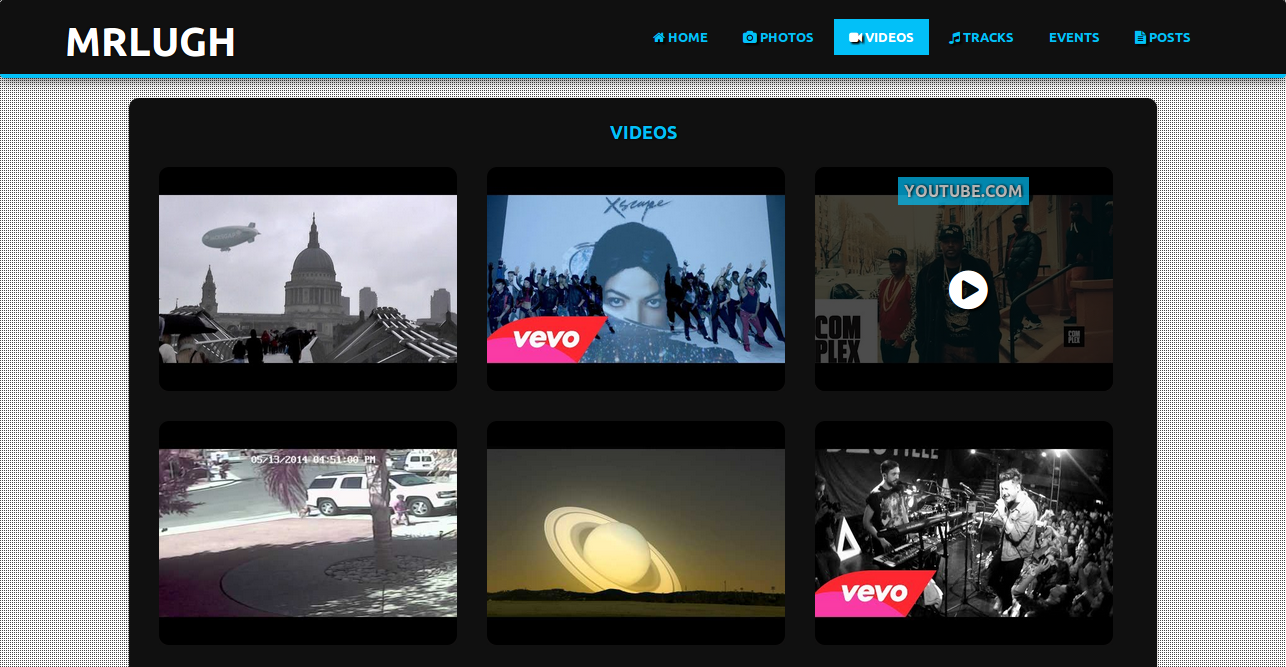 MRLUGH
HOME PHOTOS VIDEOS TRACKS EVENTS POSTS
VIDEOS
Xscape
vevo
YOUTUBE.COM
COM
PLEX
COM
PLEX
05/13/2014 04:51:00 PM
vevo